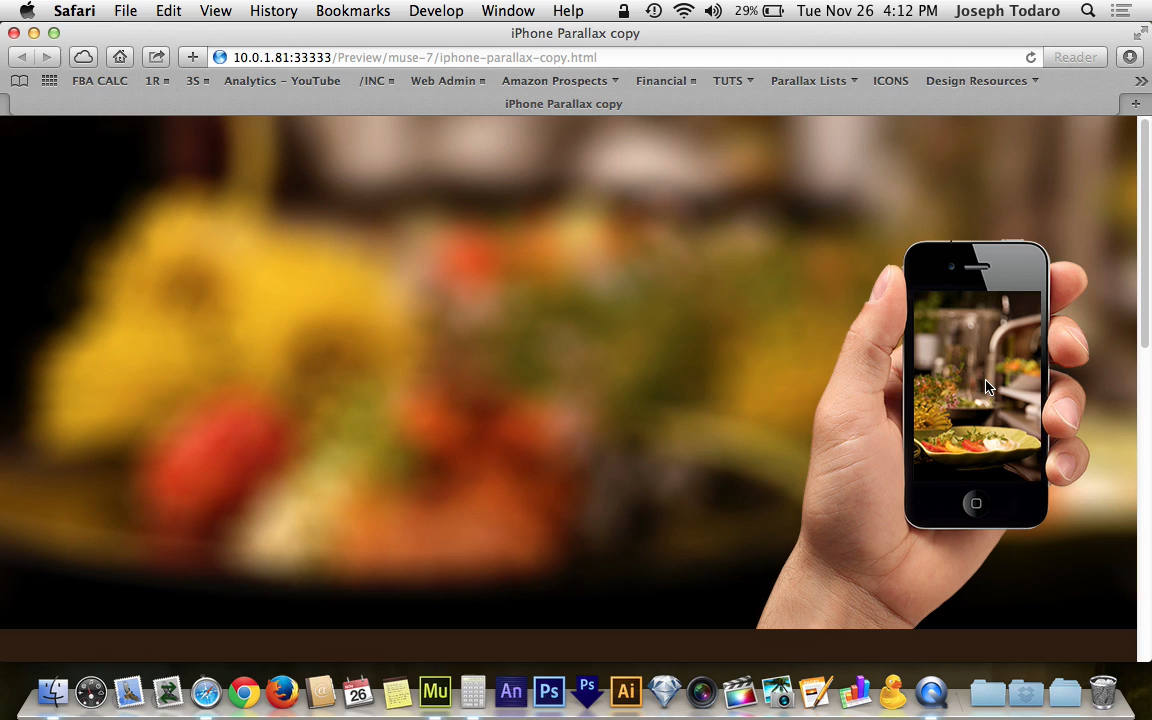 Safari File Edit View History Bookmarks Develop Window Help 29% Tue Nov 26 4:12 PM Joseph Todaro
iPhone Parallax copy
10.0.1.81:33333/Preview/muse-7/iphone-parallax-copy.html Reader
FBA CALC 1R 3S Analytics – YouTube /INC Web Admin Amazon Prospects Financial TUTS Parallax Lists ICONS Design Resources
iPhone Parallax copy
26 Mu An Ps Ps Ai